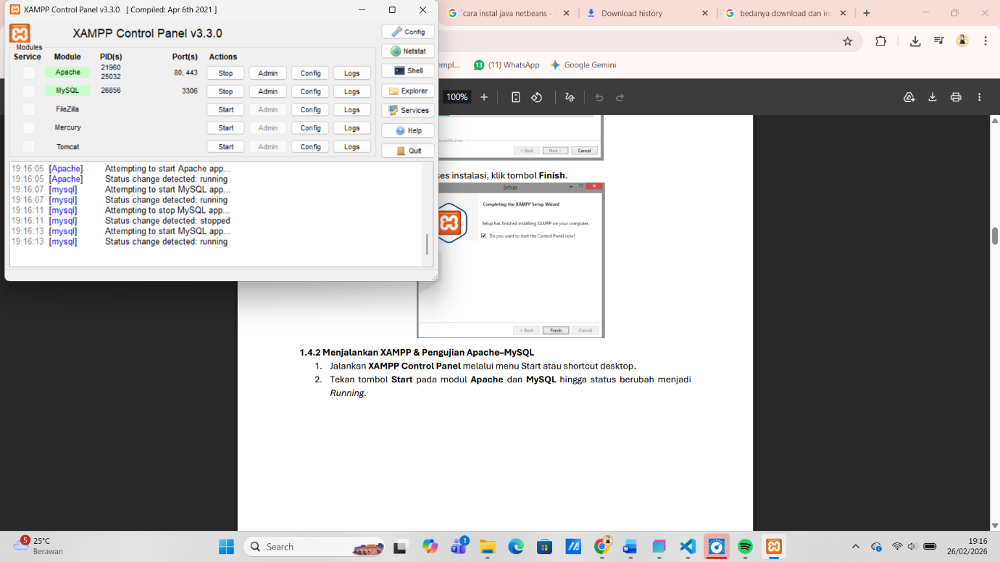 XAMPP Control Panel v3.3.0 [ Compiled: Apr 6th 2021 ]
XAMPP Control Panel v3.3.0
Modules
Service Module PID(s) Port(s) Actions
Apache 21960 25032 80, 443 Stop Admin Config Logs
MySQL 26856 3306 Stop Admin Config Logs
FileZilla Start Admin Config Logs
Mercury Start Admin Config Logs
Tomcat Start Admin Config Logs
Config
Netstat
Shell
Explorer
Services
Help
Quit
19:16:05 [Apache] Attempting to start Apache app...
19:16:05 [Apache] Status change detected: running
19:16:07 [mysql] Attempting to start MySQL app...
19:16:07 [mysql] Status change detected: running
19:16:11 [mysql] Attempting to stop MySQL app...
19:16:11 [mysql] Status change detected: stopped
19:16:13 [mysql] Attempting to start MySQL app...
19:16:13 [mysql] Status change detected: running
cara instal java netbeans -
Download history
bedanya download dan in
empl... 13 (11) WhatsApp Google Gemini
100%
< Back Next > Cancel
ses instalasi, klik tombol Finish.
Setup
Completing the XAMPP Setup Wizard
Setup has finished installing XAMPP on your computer.
Do you want to start the Control Panel now?
< Back Finish Cancel
1.4.2 Menjalankan XAMPP & Pengujian Apache–MySQL
1. Jalankan XAMPP Control Panel melalui menu Start atau shortcut desktop.
2. Tekan tombol Start pada modul Apache dan MySQL hingga status berubah menjadi
Running.
5 25°C
Berawan
Search
1
19:16
26/02/2026